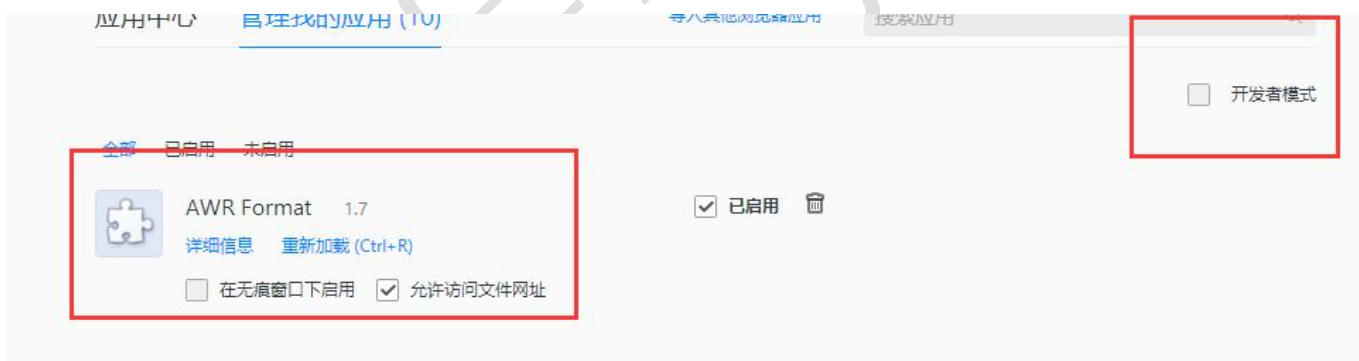 应用中心 管理我的应用 (10) 导入其他浏览器应用 搜索应用
开发者模式
全部 已启用 未启用
AWR Format 1.7 已启用
详细信息 重新加载 (Ctrl+R)
在无痕窗口下启用 允许访问文件网址